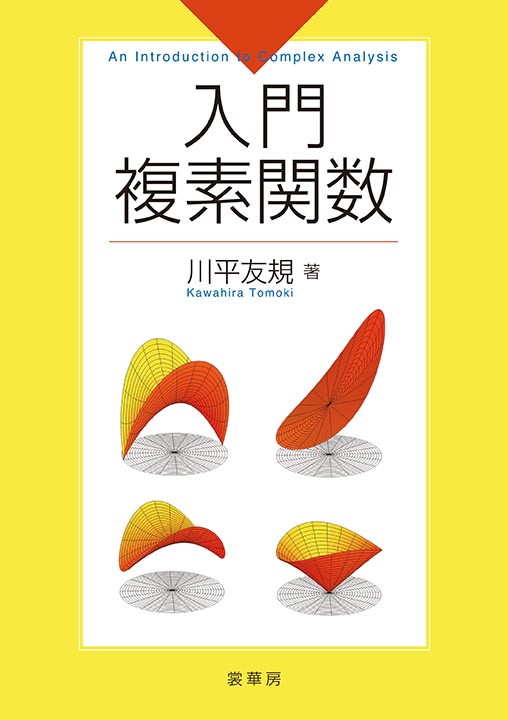 An Introduction to Complex Analysis
入門
複素関数
川平友規 著
Kawahira Tomoki
裳華房